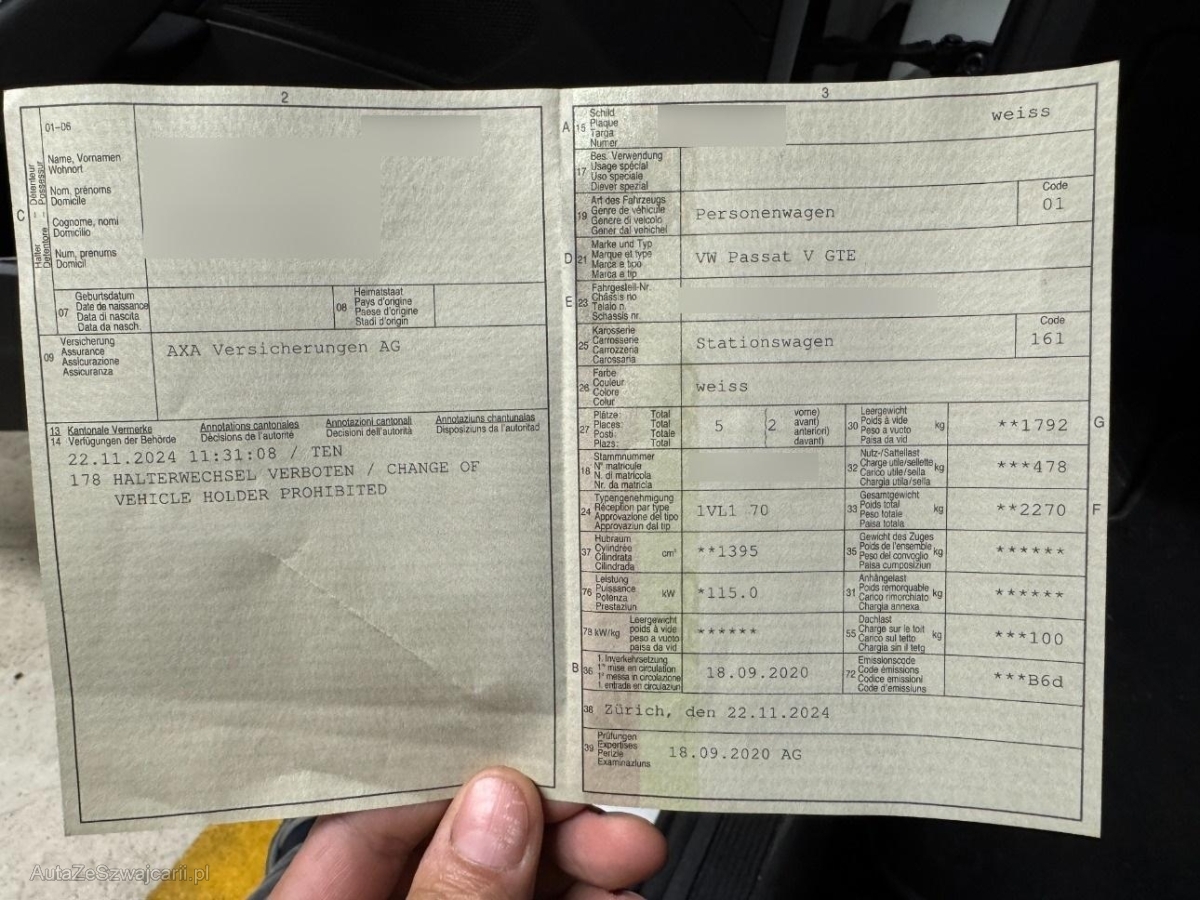 2
01-06
C
Halter – Détenteur
Detentore – Possessur
Name, Vornamen
Wohnort
Nom, prénoms
Domicile
Cognome, nomi
Domicilio
Num, prenums
Domicil
07
Geburtsdatum
Date de naissance
Data di nascita
Data da nasch.
08
Heimatstaat
Pays d'origine
Paese d'origine
Stadi d'origin
09
Versicherung
Assurance
Assicurazione
Assicuranza
AXA Versicherungen AG
13 Kantonale Vermerke
14 Verfügungen der Behörde
Annotations cantonales
Décisions de l'autorité
Annotazioni cantonali
Decisioni dell'autorità
Annotaziuns chantunalas
Disposiziuns da l'autoritad
22.11.2024 11:31:08 / TEN
178 HALTERWECHSEL VERBOTEN / CHANGE OF
VEHICLE HOLDER PROHIBITED
3
A 15
Schild
Plaque
Targa
Numer
weiss
17
Bes. Verwendung
Usage spécial
Uso speciale
Diever spezial
19
Art des Fahrzeugs
Genre de véhicule
Genere di veicolo
Gener dal vehichel
Personenwagen
Code
01
D 21
Marke und Typ
Marque et type
Marca e tipo
Marca e tip
VW Passat V GTE
E 23
Fahrgestell-Nr.
Châssis no
Telaio n.
Schassis nr.
25
Karosserie
Carrosserie
Carrozzeria
Carossaria
Stationswagen
Code
161
26
Farbe
Couleur
Colore
Colur
weiss
27
Plätze: Total
Places: Total
Posti: Totale
Plazs: Total
5 (2
vorne)
avant)
anteriori)
davant)
30
Leergewicht
Poids à vide
Peso a vuoto
Paisa da vid
kg
**1792
G
18
Stammnummer
N° matricule
N. di matricola
Nr. da matricla
32
Nutz-/Sattellast
Charge utile/sellette
Carico utile/sella
Chargia utila/sella
kg
***478
24
Typengenehmigung
Réception par type
Approvazione del tipo
Approvaziun dal tip
1VL1 70
33
Gesamtgewicht
Poids total
Peso totale
Paisa totala
kg
**2270
F
37
Hubraum
Cylindrée
Cilindrata
Cilindrada
cm³
**1395
35
Gewicht des Zuges
Poids de l'ensemble
Peso del convoglio
Paisa cumposiziun
kg
******
76
Leistung
Puissance
Potenza
Prestaziun
kW
*115.0
31
Anhängelast
Poids remorquable
Carico rimorchiato
Chargia annexa
kg
******
78 kW/kg
Leergewicht
poids à vide
peso a vuoto
paisa da vid
******
55
Dachlast
Charge sur le toit
Carico sul tetto
Chargia sin il tetg
kg
***100
B 36
1. Inverkehrsetzung
1re mise en circulation
1a messa in circolazione
1. entrada en circulaziun
18.09.2020
72
Emissionscode
Code émissions
Codice emissioni
Code d'emissiuns
***B6d
38 Zürich, den 22.11.2024
39
Prüfungen
Expertises
Perizie
Examinaziuns
18.09.2020 AG
AutaZeSzwajcarii.pl